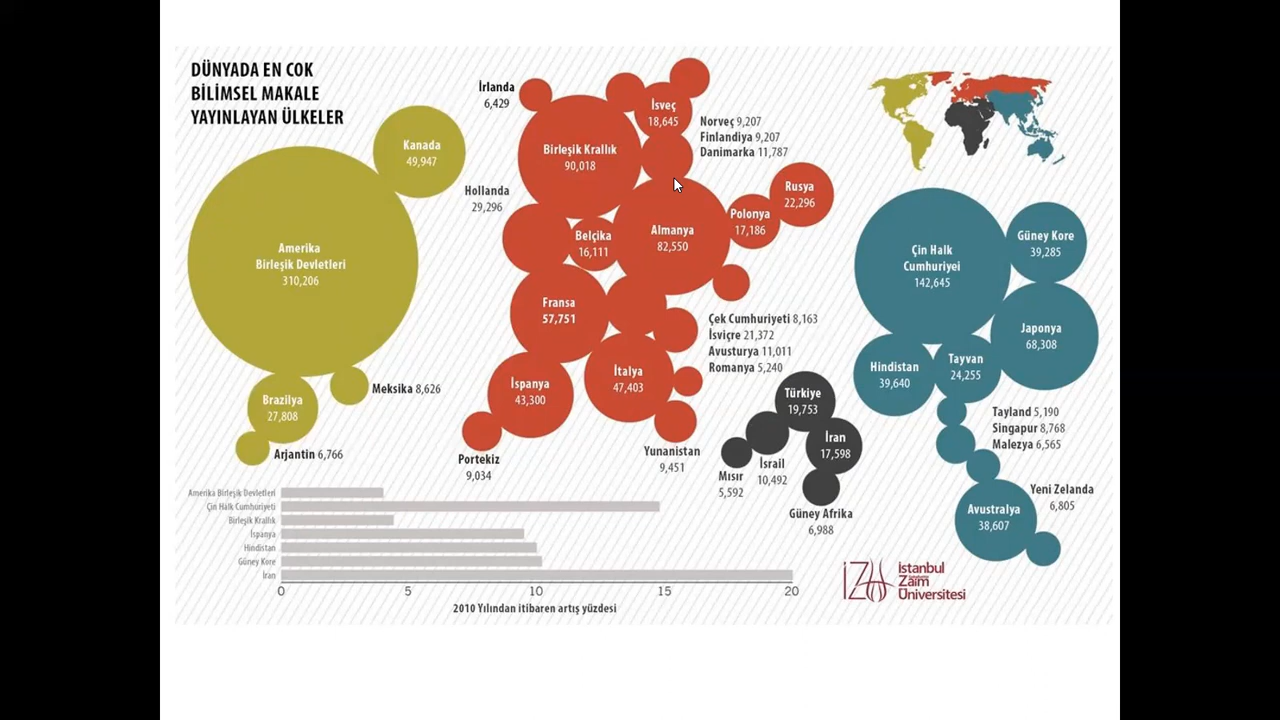 DÜNYADA EN COK
BİLİMSEL MAKALE
YAYINLAYAN ÜLKELER
Kanada
49,947
Amerika
Birleşik Devletleri
310,206
Brazilya
27,808
Meksika 8,626
Arjantin 6,766
İrlanda
6,429
Birleşik Krallık
90,018
İsveç
18,645
Norveç 9,207
Finlandiya 9,207
Danimarka 11,787
Hollanda
29,296
Belçika
16,111
Almanya
82,550
Polonya
17,186
Rusya
22,296
Fransa
57,751
Çek Cumhuriyeti 8,163
İsviçre 21,372
Avusturya 11,011
Romanya 5,240
İspanya
43,300
İtalya
47,403
Portekiz
9,034
Yunanistan
9,451
Türkiye
19,753
İran
17,598
İsrail
10,492
Mısır
5,592
Güney Afrika
6,988
Çin Halk
Cumhuriyei
142,645
Güney Kore
39,285
Japonya
68,308
Hindistan
39,640
Tayvan
24,255
Tayland 5,190
Singapur 8,768
Malezya 6,565
Yeni Zelanda
6,805
Avustralya
38,607
Amerika Birleşik Devletleri
Çin Halk Cumhuriyeti
Birleşik Krallık
İspanya
Hindistan
Güney Kore
İran
0 5 10 15 20
2010 Yılından itibaren artış yüzdesi
İZÜ
İstanbul
Zaim
Üniversitesi